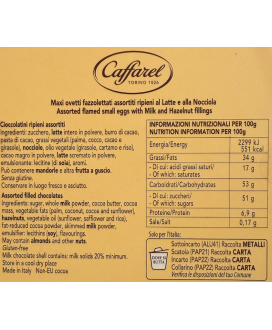 Caffarel
TORINO 1826
Maxi ovetti fazzolettati assortiti ripieni al Latte e alla Nocciola
Assorted flamed small eggs with Milk and Hazelnut fillings
Cioccolatini ripieni assortiti
Ingredienti: zucchero, latte intero in polvere, burro di cacao,
pasta di cacao, grassi vegetali (palma, cocco, cacao,
girasole), nocciole, olio vegetale (girasole, cartamo e riso),
cacao magro in polvere, latte scremato in polvere,
emulsionante: lecitine (di soia), aromi.
Può contenere mandorle e altra frutta a guscio.
Senza glutine.
Conservare in luogo fresco e asciutto.
Assorted filled chocolates
Ingredients: sugar, whole milk powder, cocoa butter, cocoa
mass, vegetable fats (palm, coconut, cocoa and sunflower),
hazelnuts, vegetable oil (sunflower, safflower, rice),
fat-reduced cocoa powder, skimmed milk powder,
emulsifier: lecithins (soy), flavourings.
May contain almonds and other nuts.
Gluten-free
Milk chocolate shell contains: milk solids 20% minimum.
Store in a cool dry place
Made in Italy Non-EU cocoa
INFORMAZIONI NUTRIZIONALI PER 100g
NUTRITION INFORMATION PER 100g
Energia/Energy 2299 kJ
551 kcal
Grassi/Fat 34 g
- Di cui: acidi grassi saturi/
- Of which: saturates 17 g
Carboidrati/Carbohydrates 53 g
- Di cui: zuccheri/
- Of which: sugars 51 g
Proteine/Protein 6,9 g
Sale/Salt 0,17 g
Solo per l'Italia:
Sottoincarto (ALU41) Raccolta METALLI
Scatola (PAP21) Raccolta CARTA
Incarto (PAP22) Raccolta CARTA
Collerino (PAP22) Raccolta CARTA
Verifica le disposizioni del tuo Comune